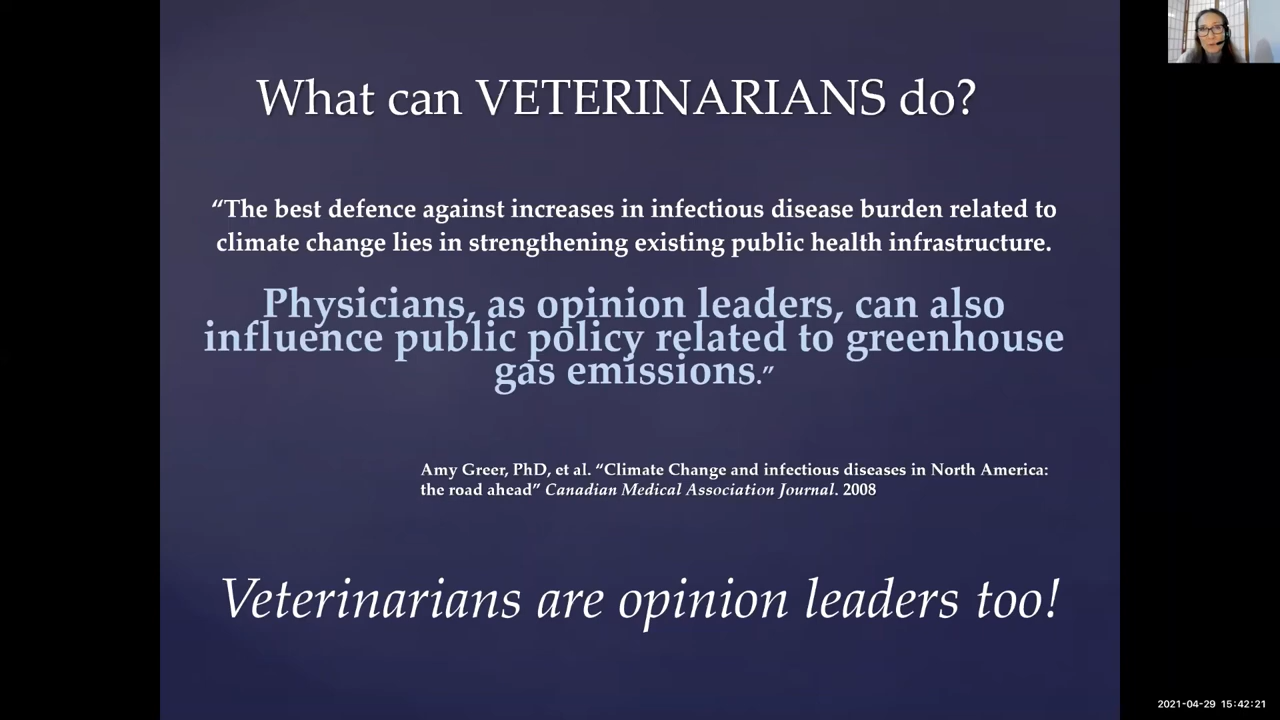 What can VETERINARIANS do?
“The best defence against increases in infectious disease burden related to
climate change lies in strengthening existing public health infrastructure.
Physicians, as opinion leaders, can also
influence public policy related to greenhouse
gas emissions.”
Amy Greer, PhD, et al. “Climate Change and infectious diseases in North America:
the road ahead” Canadian Medical Association Journal. 2008
Veterinarians are opinion leaders too!
2021-04-29 15:42:21